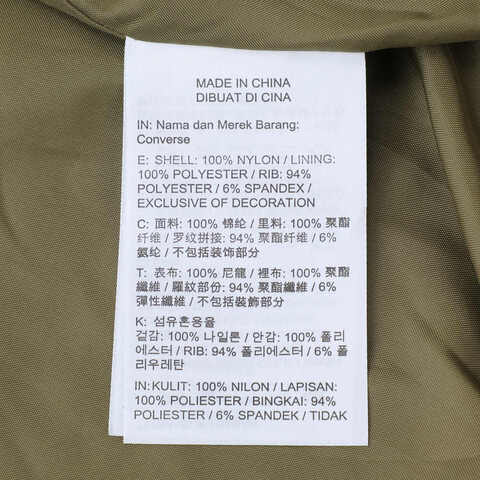 MADE IN CHINA
DIBUAT DI CINA
IN: Nama dan Merek Barang:
Converse
E: SHELL: 100% NYLON / LINING:
100% POLYESTER / RIB: 94%
POLYESTER / 6% SPANDEX /
EXCLUSIVE OF DECORATION
C: 面料: 100% 锦纶 / 里料: 100% 聚酯
纤维 / 罗纹拼接: 94% 聚酯纤维 / 6%
氨纶 / 不包括装饰部分
T: 表布: 100% 尼龍 / 裡布: 100% 聚酯
纖維 / 羅紋部份: 94% 聚酯纖維 / 6%
彈性纖維 / 不包括裝飾部分
K: 섬유혼용율
겉감: 100% 나일론 / 안감: 100% 폴리
에스터 / RIB: 94% 폴리에스터 / 6% 폴
리우레탄
IN:KULIT: 100% NILON / LAPISAN:
100% POLIESTER / BINGKAI: 94%
POLIESTER / 6% SPANDEK / TIDAK